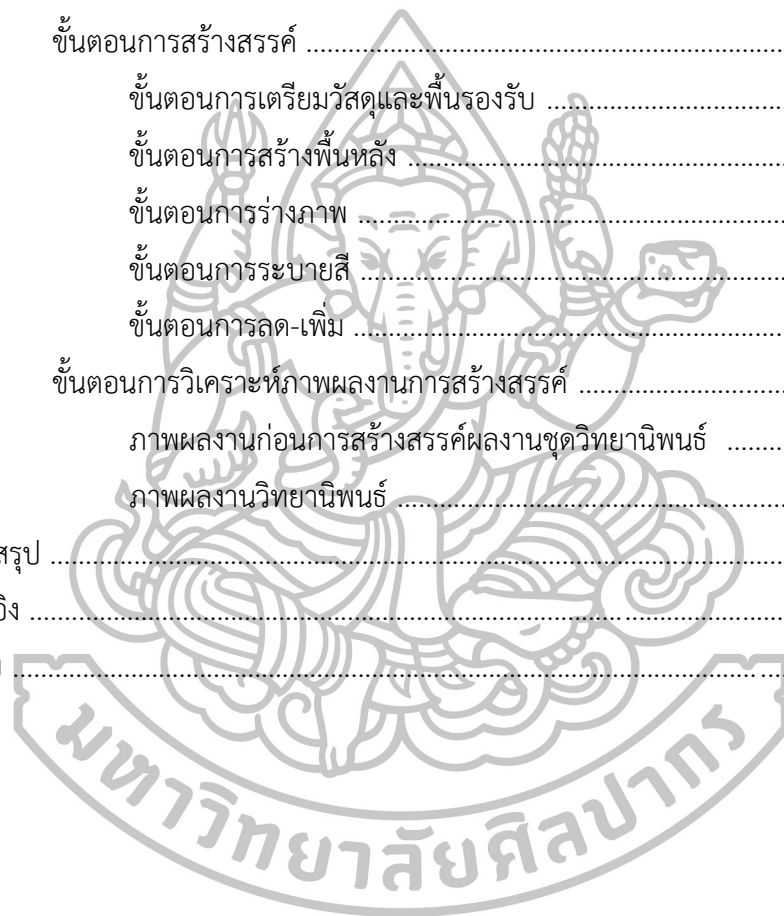 ขั้นตอนการสร้างสรรค์ ........................................................................
ขั้นตอนการเตรียมวัสดุและพื้นรองรับ ..................................
ขั้นตอนการสร้างพื้นหลัง ......................................................
ขั้นตอนการร่างภาพ .............................................................
ขั้นตอนการระบายสี .............................................................
ขั้นตอนการลด-เพิ่ม ..............................................................
ขั้นตอนการวิเคราะห์ภาพผลงานการสร้างสรรค์ .............................
ภาพผลงานก่อนการสร้างสรรค์ผลงานชุดวิทยานิพนธ์ ........
ภาพผลงานวิทยานิพนธ์ .......................................................
สรุป ..........................................................................................................
อิง .............................................................................................................
มหาวิทยาลัยศิลปากร